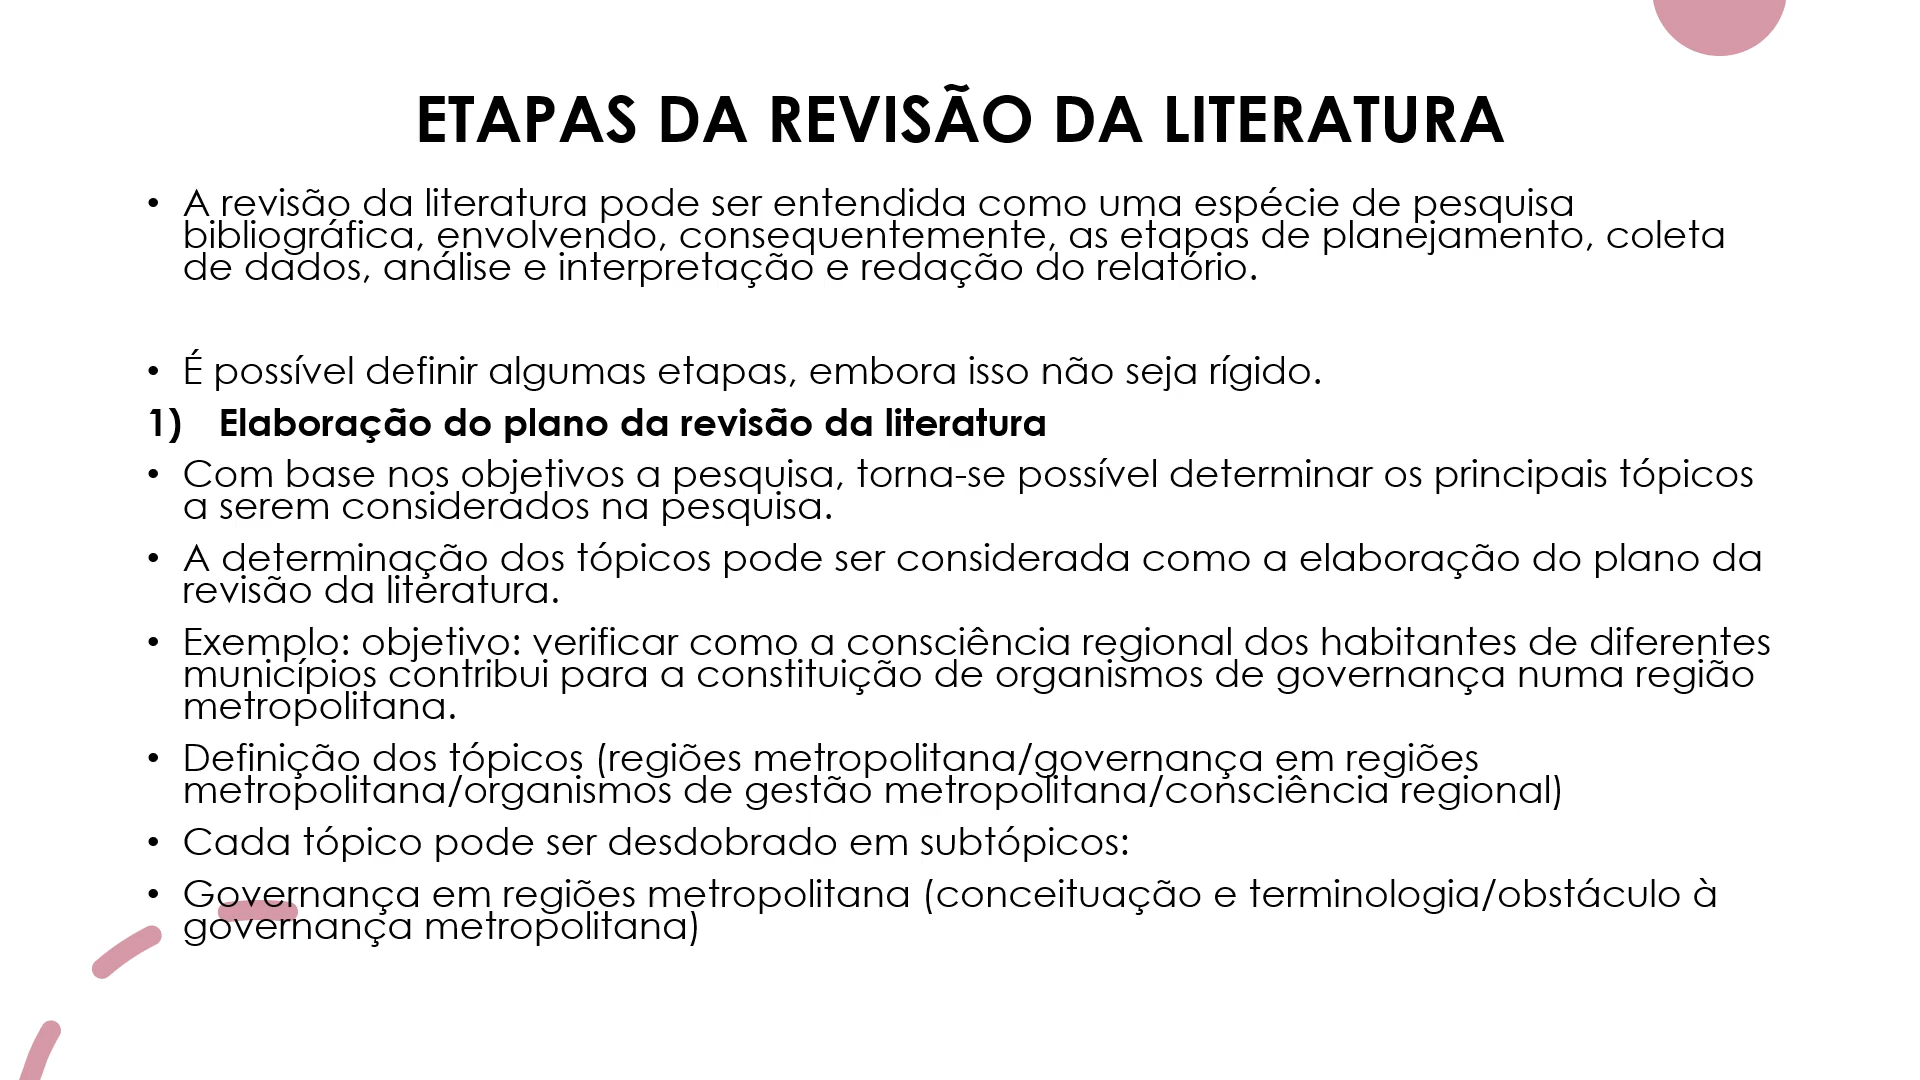 ETAPAS DA REVISÃO DA LITERATURA
• A revisão da literatura pode ser entendida como uma espécie de pesquisa
bibliográfica, envolvendo, consequentemente, as etapas de planejamento, coleta
de dados, análise e interpretação e redação do relatório.
• É possível definir algumas etapas, embora isso não seja rígido.
1) Elaboração do plano da revisão da literatura
• Com base nos objetivos a pesquisa, torna-se possível determinar os principais tópicos
a serem considerados na pesquisa.
• A determinação dos tópicos pode ser considerada como a elaboração do plano da
revisão da literatura.
• Exemplo: objetivo: verificar como a consciência regional dos habitantes de diferentes
municípios contribui para a constituição de organismos de governança numa região
metropolitana.
• Definição dos tópicos (regiões metropolitana/governança em regiões
metropolitana/organismos de gestão metropolitana/consciência regional)
• Cada tópico pode ser desdobrado em subtópicos:
• Governança em regiões metropolitana (conceituação e terminologia/obstáculo à
governança metropolitana)